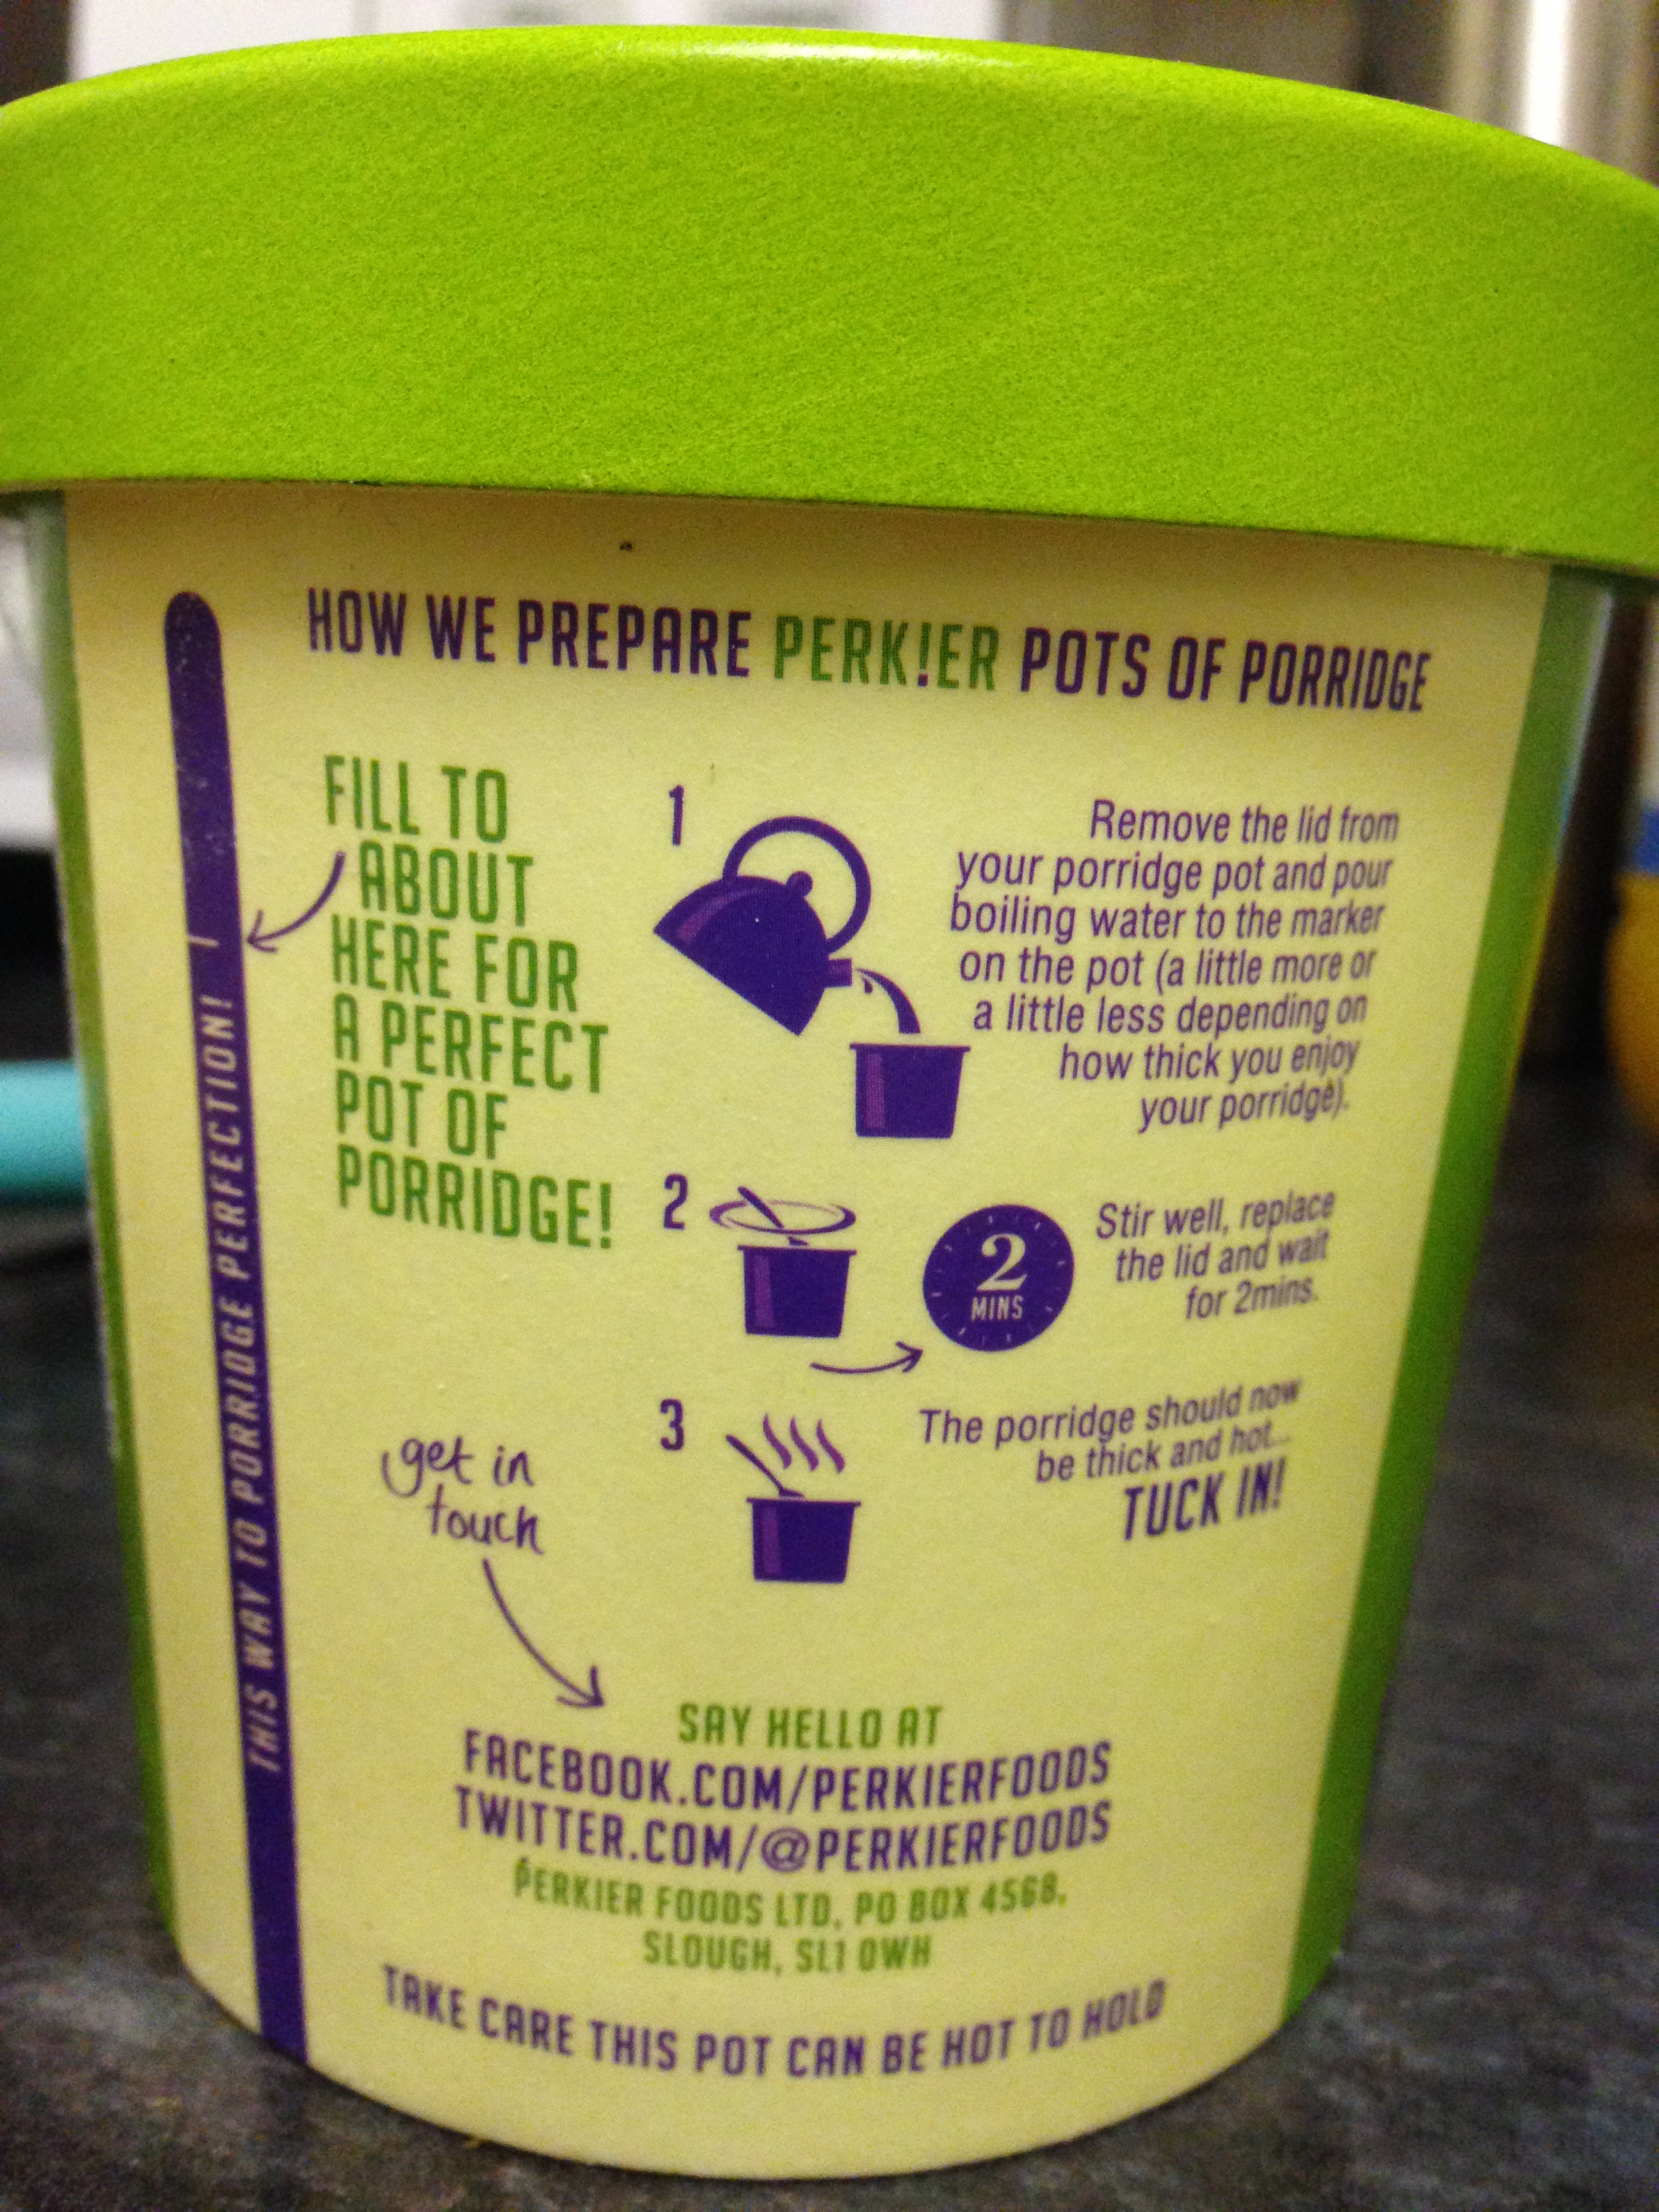 HOW WE PREPARE PERK!ER POTS OF PORRIDGE
FILL TO
ABOUT
HERE FOR
A PERFECT
POT OF
PORRIDGE!
THIS WAY TO PORRIDGE PERFECTION!
1
Remove the lid from
your porridge pot and pour
boiling water to the marker
on the pot (a little more or
a little less depending on
how thick you enjoy
your porridge).
2
2
MINS
Stir well, replace
the lid and wait
for 2mins.
3
The porridge should now
be thick and hot...
TUCK IN!
get in
touch
SAY HELLO AT
FACEBOOK.COM/PERKIERFOODS
TWITTER.COM/@PERKIERFOODS
PERKIER FOODS LTD, PO BOX 4568,
SLOUGH, SL1 0WH
TAKE CARE THIS POT CAN BE HOT TO HOLD